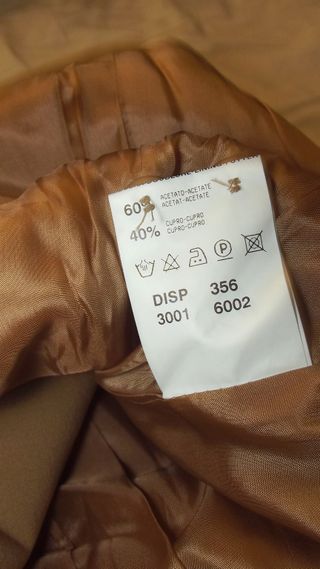 60%
ACETATO-ACETATE
ACETAT-ACETATE
40%
CUPRO-CUPRO
CUPRO-CUPRO
DISP 356
3001 6002